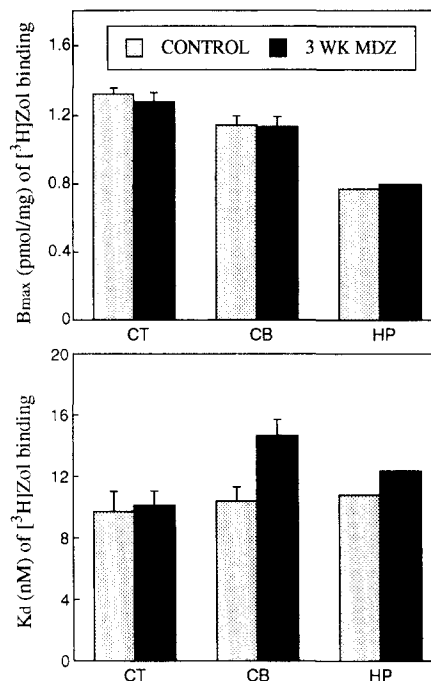 1.6
CONTROL 3 WK MDZ
1.2
0.8
0.4
0
Bmax (pmol/mg) of [³H]Zol binding
CT CB HP
20
16
12
8
4
0
Kd (nM) of [³H]Zol binding
CT CB HP